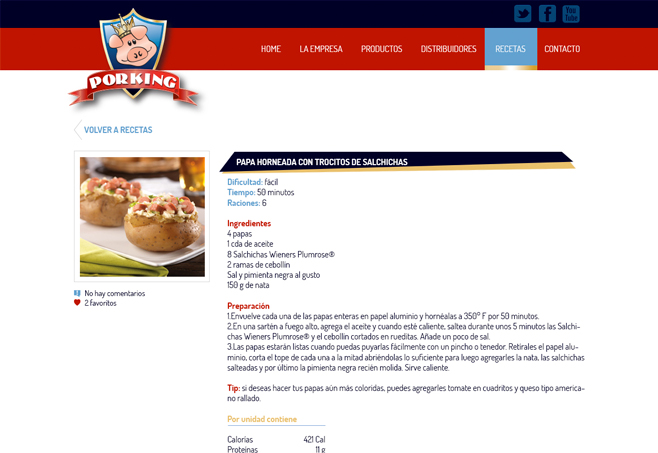 You
Tube
HOME LA EMPRESA PRODUCTOS DISTRIBUIDORES RECETAS CONTACTO
PORKING
VOLVER A RECETAS
PAPA HORNEADA CON TROCITOS DE SALCHICHAS
Dificultad: fácil
Tiempo: 50 minutos
Raciones: 6
No hay comentarios
2 favoritos
Ingredientes
4 papas
1 cda de aceite
8 Salchichas Wieners Plumrose®
2 ramas de cebollín
Sal y pimienta negra al gusto
150 g de nata
Preparación
1.Envuelve cada una de las papas enteras en papel aluminio y hornéalas a 350° F por 50 minutos.
2.En una sartén a fuego alto, agrega el aceite y cuando esté caliente, saltea durante unos 5 minutos las Salchi-
chas Wieners Plumrose® y el cebollín cortados en rueditas. Añade un poco de sal.
3.Las papas estarán listas cuando puedas puyarlas fácilmente con un pincho o tenedor. Retírales el papel alu-
minio, corta el tope de cada una a la mitad abriéndolas lo suficiente para luego agregarles la nata, las salchichas
salteadas y por último la pimienta negra recién molida. Sirve caliente.
Tip: si deseas hacer tus papas aún más coloridas, puedes agregarles tomate en cuadritos y queso tipo america-
no rallado.
Por unidad contiene
Calorías 421 Cal
Proteínas 11 g